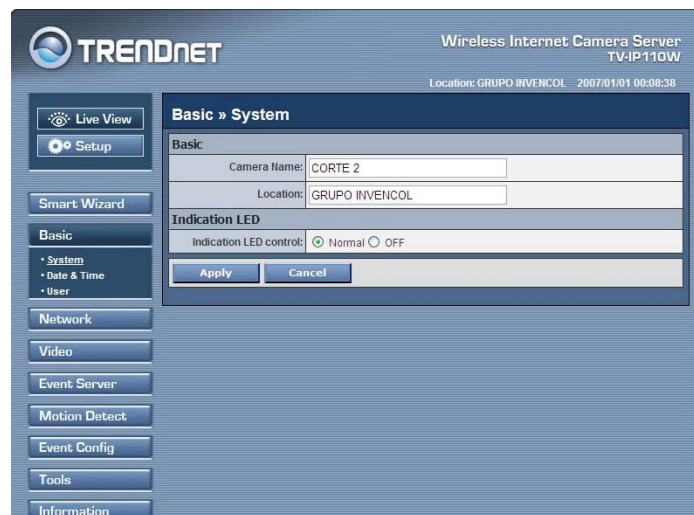 TRENDNET
Wireless Internet Camera Server
TV-IP110W
Location: GRUPO INVENCOL 2007/01/01 00:08:38
Live View
Setup
Smart Wizard
Basic
• System
• Date & Time
• User
Network
Video
Event Server
Motion Detect
Event Config
Tools
Information
Basic » System
Basic
Camera Name: CORTE 2
Location: GRUPO INVENCOL
Indication LED
Indication LED control: Normal OFF
Apply Cancel